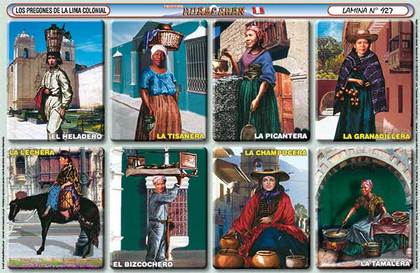 LOS PREGONES DE LA LIMA COLONIAL
HUASCARAN
LAMINA N° 927
EL HELADERO
LA TISANERA
LA PICANTERA
LA GRANADILLERA
LA LECHERA
EL BIZCOCHERO
LA CHAMPUCERA
LA TAMALERA